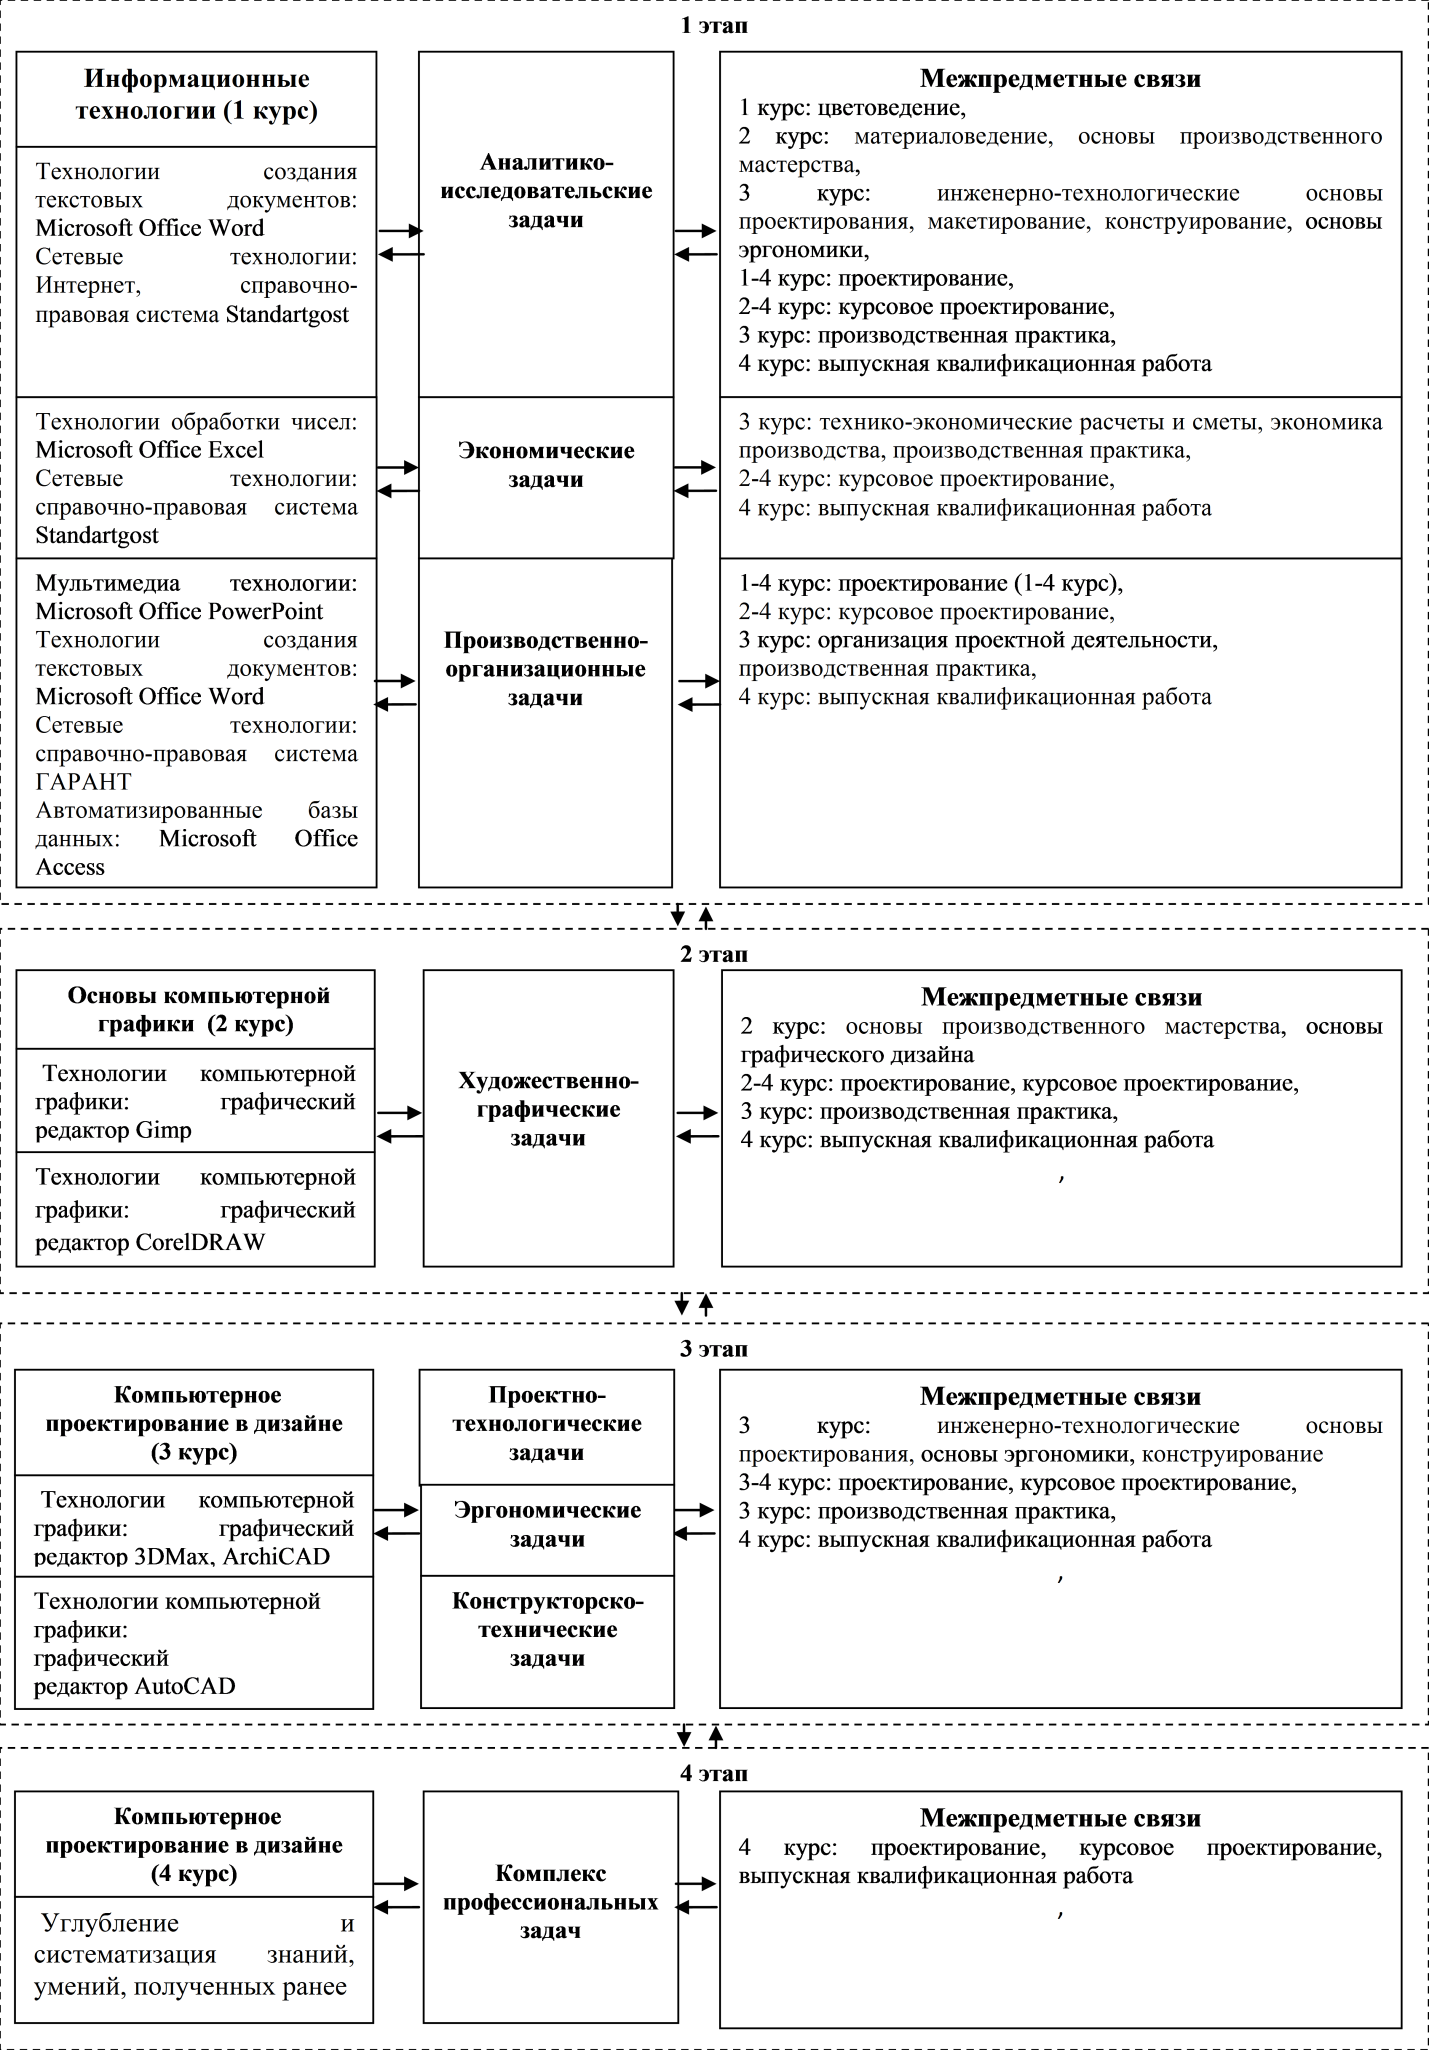 1 этап
Информационные
технологии (1 курс)
Технологии создания
текстовых документов:
Microsoft Office Word
Сетевые технологии:
Интернет, справочно-
правовая система Standartgost
Аналитико-
исследовательские
задачи
Межпредметные связи
1 курс: цветоведение,
2 курс: материаловедение, основы производственного
мастерства,
3 курс: инженерно-технологические основы
проектирования, макетирование, конструирование, основы
эргономики,
1-4 курс: проектирование,
2-4 курс: курсовое проектирование,
3 курс: производственная практика,
4 курс: выпускная квалификационная работа
Технологии обработки чисел:
Microsoft Office Excel
Сетевые технологии:
справочно-правовая система
Standartgost
Экономические
задачи
3 курс: технико-экономические расчеты и сметы, экономика
производства, производственная практика,
2-4 курс: курсовое проектирование,
4 курс: выпускная квалификационная работа
Мультимедиа технологии:
Microsoft Office PowerPoint
Технологии создания
текстовых документов:
Microsoft Office Word
Сетевые технологии:
справочно-правовая система
ГАРАНТ
Автоматизированные базы
данных: Microsoft Office
Access
Производственно-
организационные
задачи
1-4 курс: проектирование (1-4 курс),
2-4 курс: курсовое проектирование,
3 курс: организация проектной деятельности,
производственная практика,
4 курс: выпускная квалификационная работа
2 этап
Основы компьютерной
графики (2 курс)
Технологии компьютерной
графики: графический
редактор Gimp
Технологии компьютерной
графики: графический
редактор CorelDRAW
Художественно-
графические
задачи
Межпредметные связи
2 курс: основы производственного мастерства, основы
графического дизайна
2-4 курс: проектирование, курсовое проектирование,
3 курс: производственная практика,
4 курс: выпускная квалификационная работа
,
3 этап
Компьютерное
проектирование в дизайне
(3 курс)
Технологии компьютерной
графики: графический
редактор 3DMax, ArchiCAD
Технологии компьютерной
графики:
графический
редактор AutoCAD
Проектно-
технологические
задачи
Эргономические
задачи
Конструкторско-
технические
задачи
Межпредметные связи
3 курс: инженерно-технологические основы
проектирования, основы эргономики, конструирование
3-4 курс: проектирование, курсовое проектирование,
3 курс: производственная практика,
4 курс: выпускная квалификационная работа
,
4 этап
Компьютерное
проектирование в дизайне
(4 курс)
Углубление и
систематизация знаний,
умений, полученных ранее
Комплекс
профессиональных
задач
Межпредметные связи
4 курс: проектирование, курсовое проектирование,
выпускная квалификационная работа
,